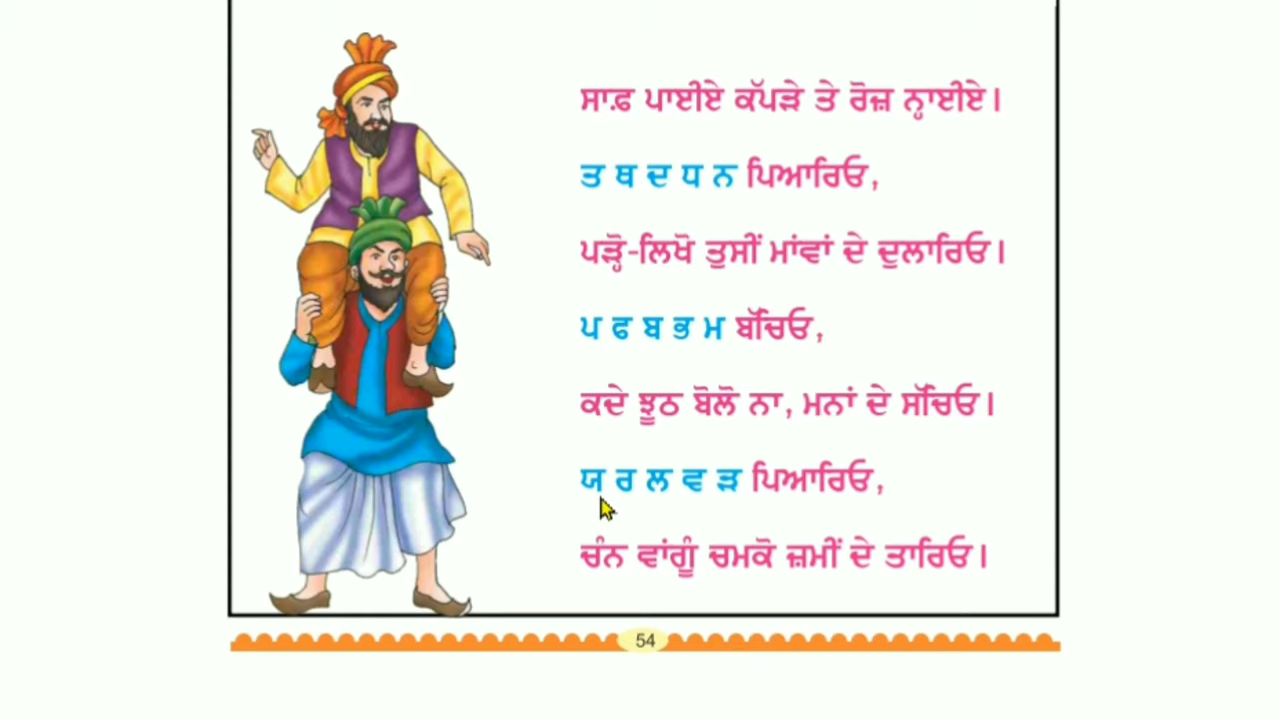 ਸਾਫ਼ ਪਾਈਏ ਕੱਪੜੇ ਤੇ ਰੋਜ਼ ਨ੍ਹਾਈਏ।
ਤ ਥ ਦ ਧ ਨ ਪਿਆਰਿਓ,
ਪੜ੍ਹੋ-ਲਿਖੋ ਤੁਸੀਂ ਮਾਂਵਾਂ ਦੇ ਦੁਲਾਰਿਓ।
ਪ ਫ ਬ ਭ ਮ ਬੱਚਿਓ,
ਕਦੇ ਝੂਠ ਬੋਲੋ ਨਾ, ਮਨਾਂ ਦੇ ਸੱਚਿਓ।
ਯ ਰ ਲ ਵ ੜ ਪਿਆਰਿਓ,
ਚੰਨ ਵਾਂਗੂੰ ਚਮਕੋ ਜ਼ਮੀਂ ਦੇ ਤਾਰਿਓ।
54